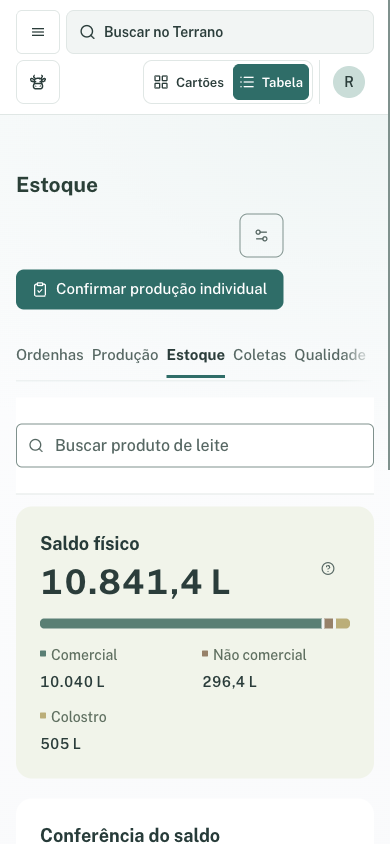 Buscar no Terrano
Cartões Tabela R
Estoque
Confirmar produção individual
Ordenhas Produção Estoque Coletas Qualidade
Buscar produto de leite
Saldo físico
10.841,4 L
Comercial Não comercial
10.040 L 296,4 L
Colostro
505 L
Conferência do saldo